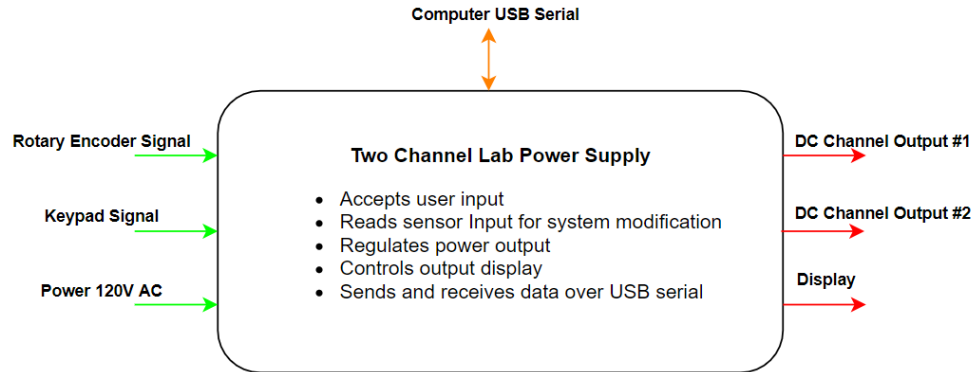 Computer USB Serial
Rotary Encoder Signal
Keypad Signal
Power 120V AC
Two Channel Lab Power Supply
• Accepts user input
• Reads sensor Input for system modification
• Regulates power output
• Controls output display
• Sends and receives data over USB serial
DC Channel Output #1
DC Channel Output #2
Display